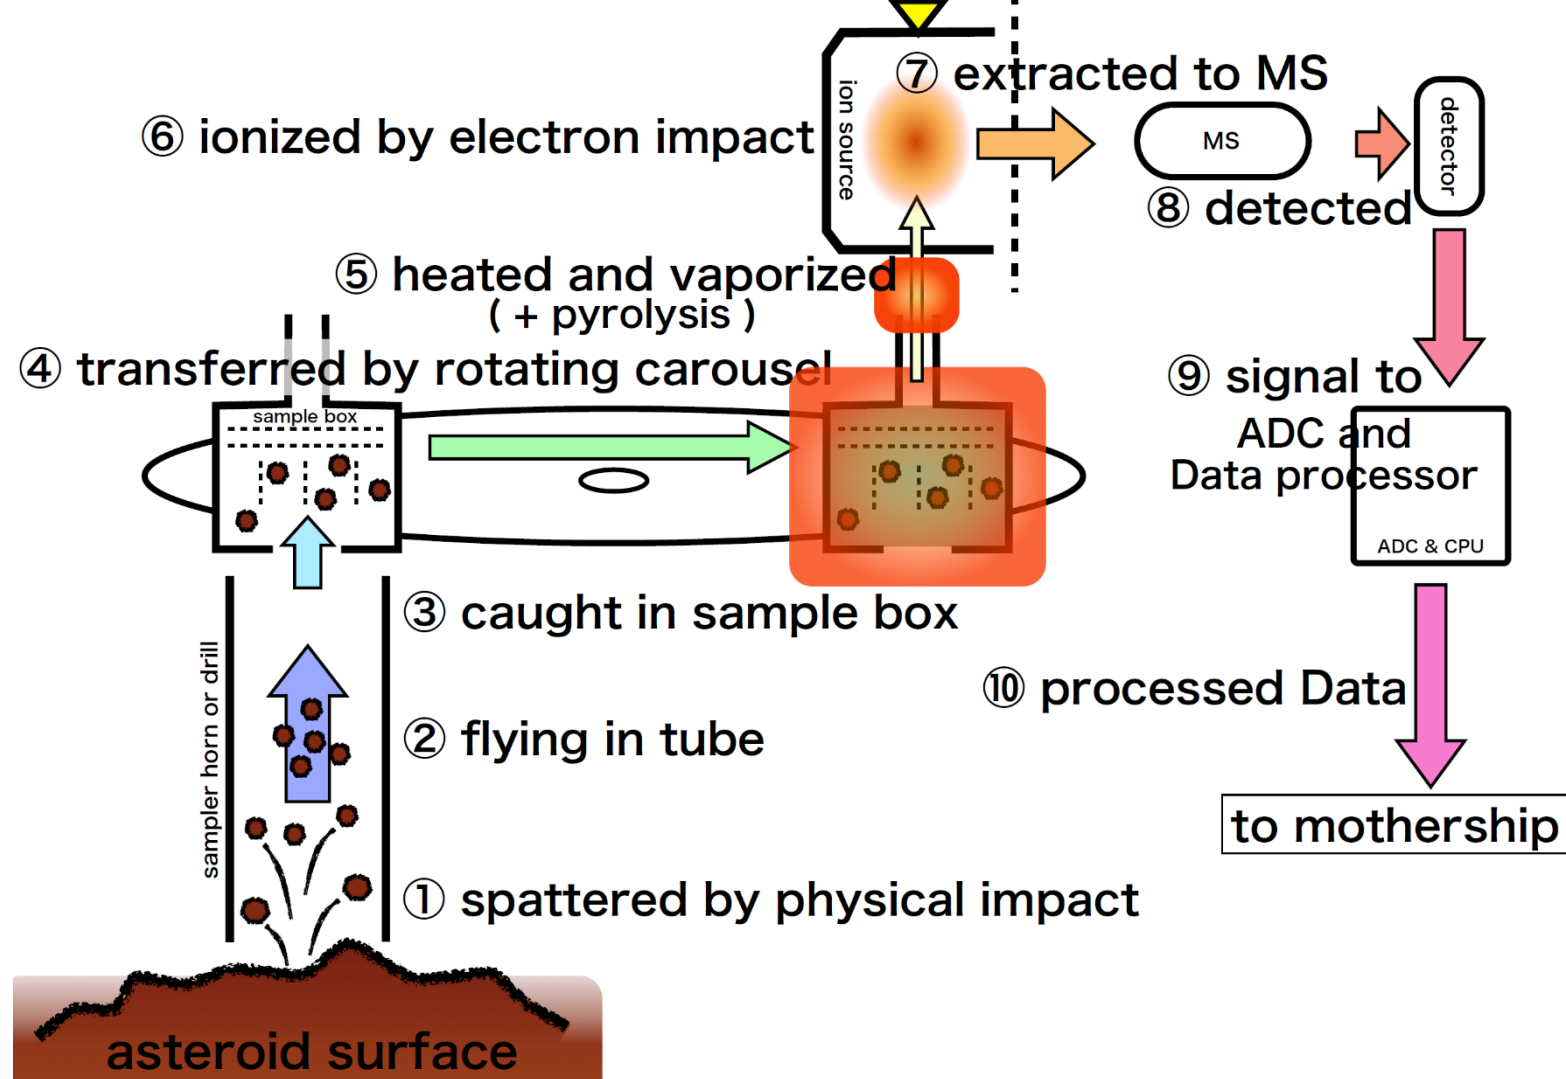 ⑦ extracted to MS
ion source
⑥ ionized by electron impact
MS
detector
⑧ detected
⑤ heated and vaporized
( + pyrolysis )
④ transferred by rotating carousel
sample box
⑨ signal to
ADC and
Data processor
ADC & CPU
③ caught in sample box
sampler horn or drill
⑩ processed Data
② flying in tube
to mothership
① spattered by physical impact
asteroid surface